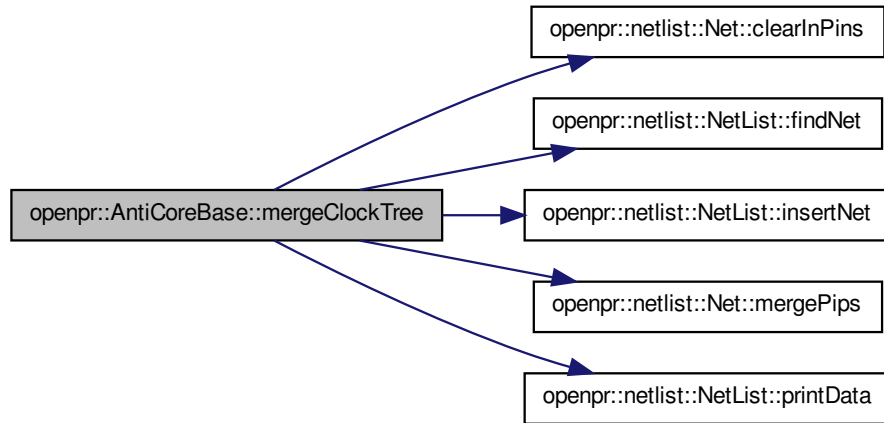 openpr::netlist::Net::clearInPins
openpr::netlist::NetList::findNet
openpr::AntiCoreBase::mergeClockTree
openpr::netlist::NetList::insertNet
openpr::netlist::Net::mergePips
openpr::netlist::NetList::printData